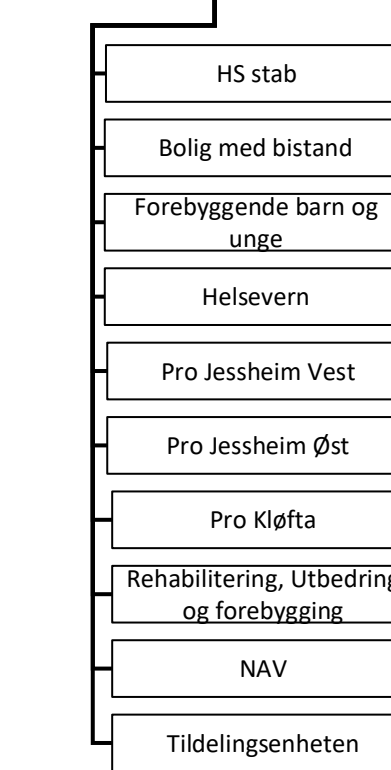 HS stab
Bolig med bistand
Forebyggende barn og
unge
Helsevern
Pro Jessheim Vest
Pro Jessheim Øst
Pro Kløfta
Rehabilitering, Utbedring
og forebygging
NAV
Tildelingsenheten